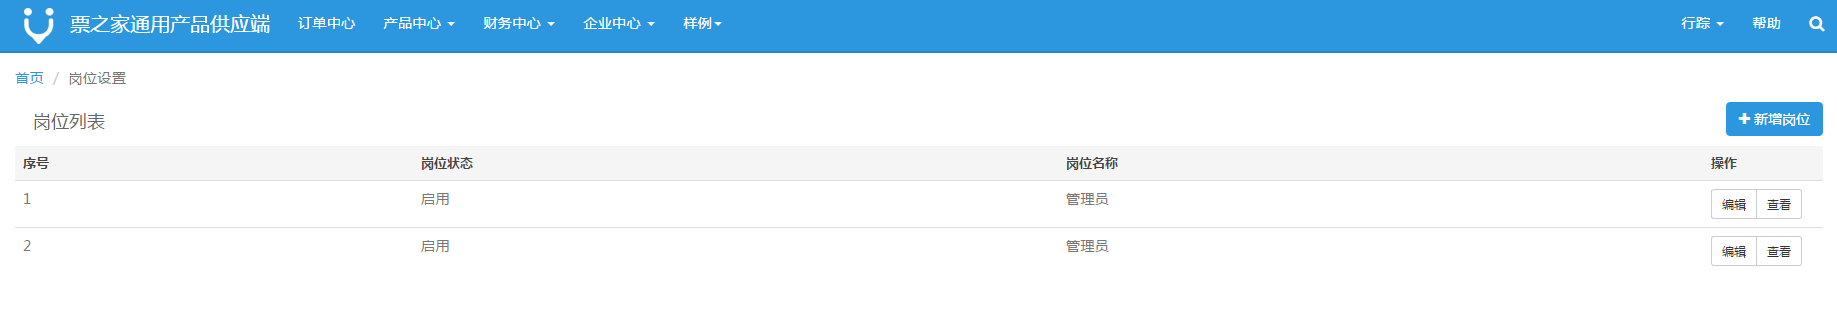 票之家通用产品供应端 订单中心 产品中心 财务中心 企业中心 样例 行踪 帮助
首页 / 岗位设置
岗位列表 新增岗位
序号 岗位状态 岗位名称 操作
1 启用 管理员 编辑 查看
2 启用 管理员 编辑 查看